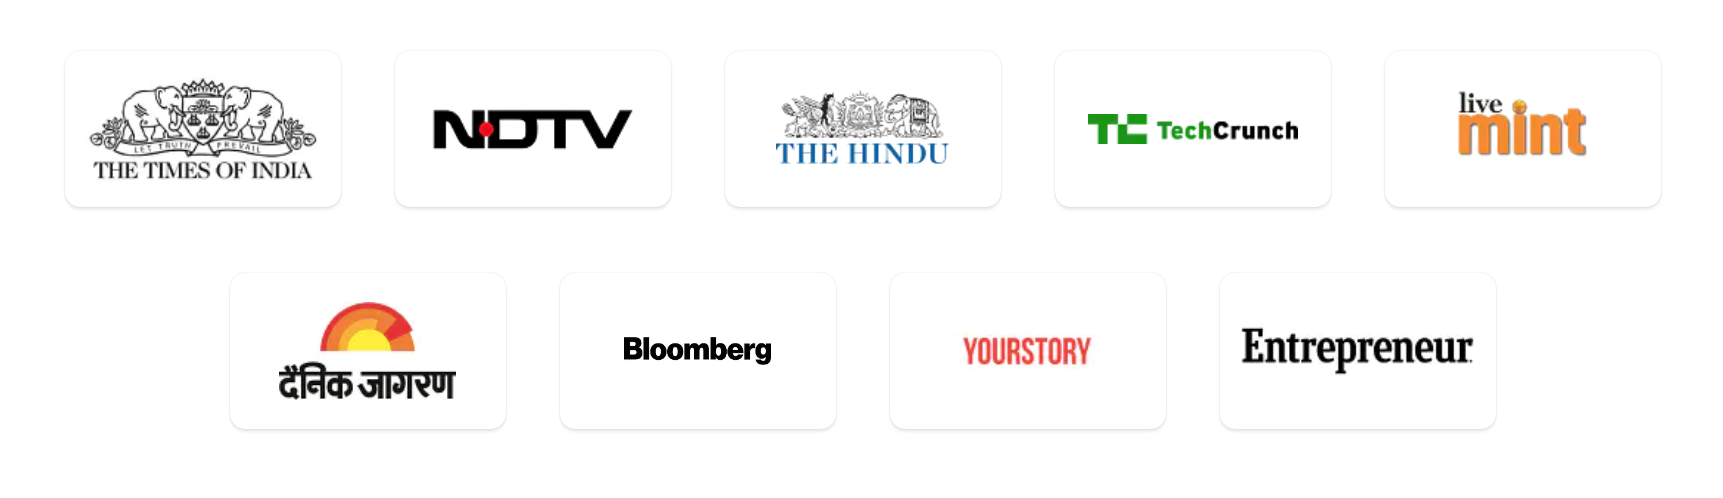 LET TRUTH PREVAIL
THE TIMES OF INDIA
NDTV
THE HINDU
TC TechCrunch
live
mint
दैनिक जागरण
Bloomberg
YOURSTORY
Entrepreneur